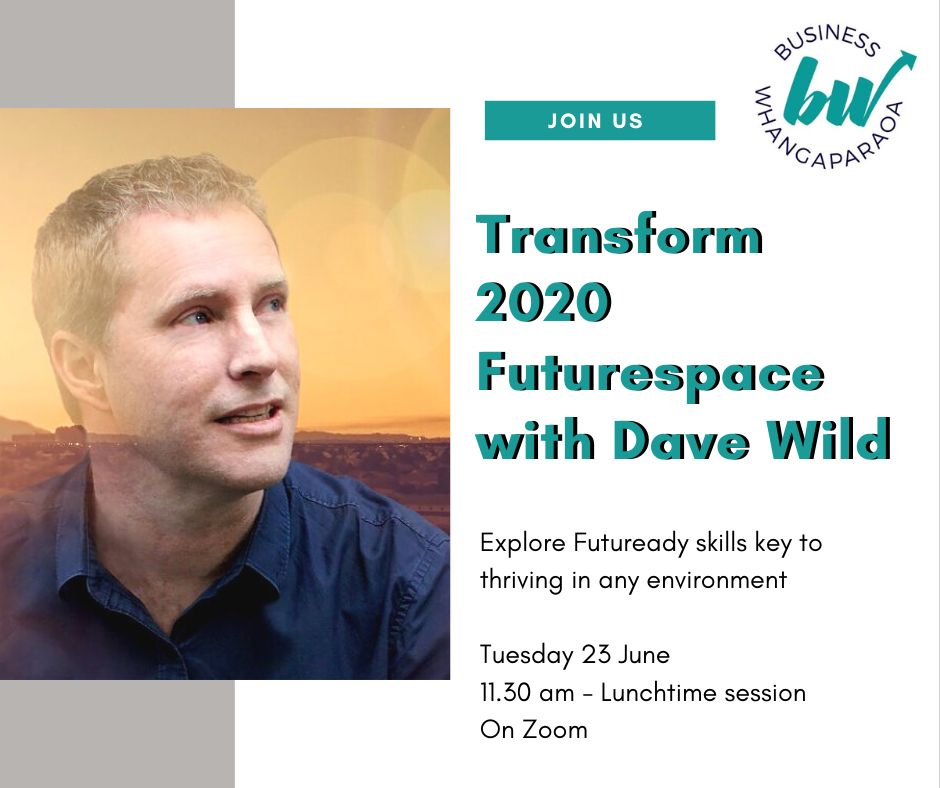 BUSINESS
bw
WHANGAPARAOA
JOIN US
Transform
2020
Futurespace
with Dave Wild
Explore Futuready skills key to
thriving in any environment
Tuesday 23 June
11.30 am - Lunchtime session
On Zoom